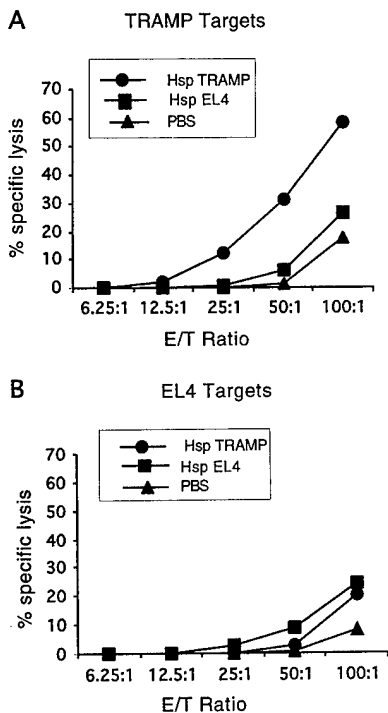 A
TRAMP Targets
Hsp TRAMP
Hsp EL4
PBS
70
60
50
40
30
20
10
0
% specific lysis
6.25:1 12.5:1 25:1 50:1 100:1
E/T Ratio
B
EL4 Targets
Hsp TRAMP
Hsp EL4
PBS
70
60
50
40
30
20
10
0
% specific lysis
6.25:1 12.5:1 25:1 50:1 100:1
E/T Ratio